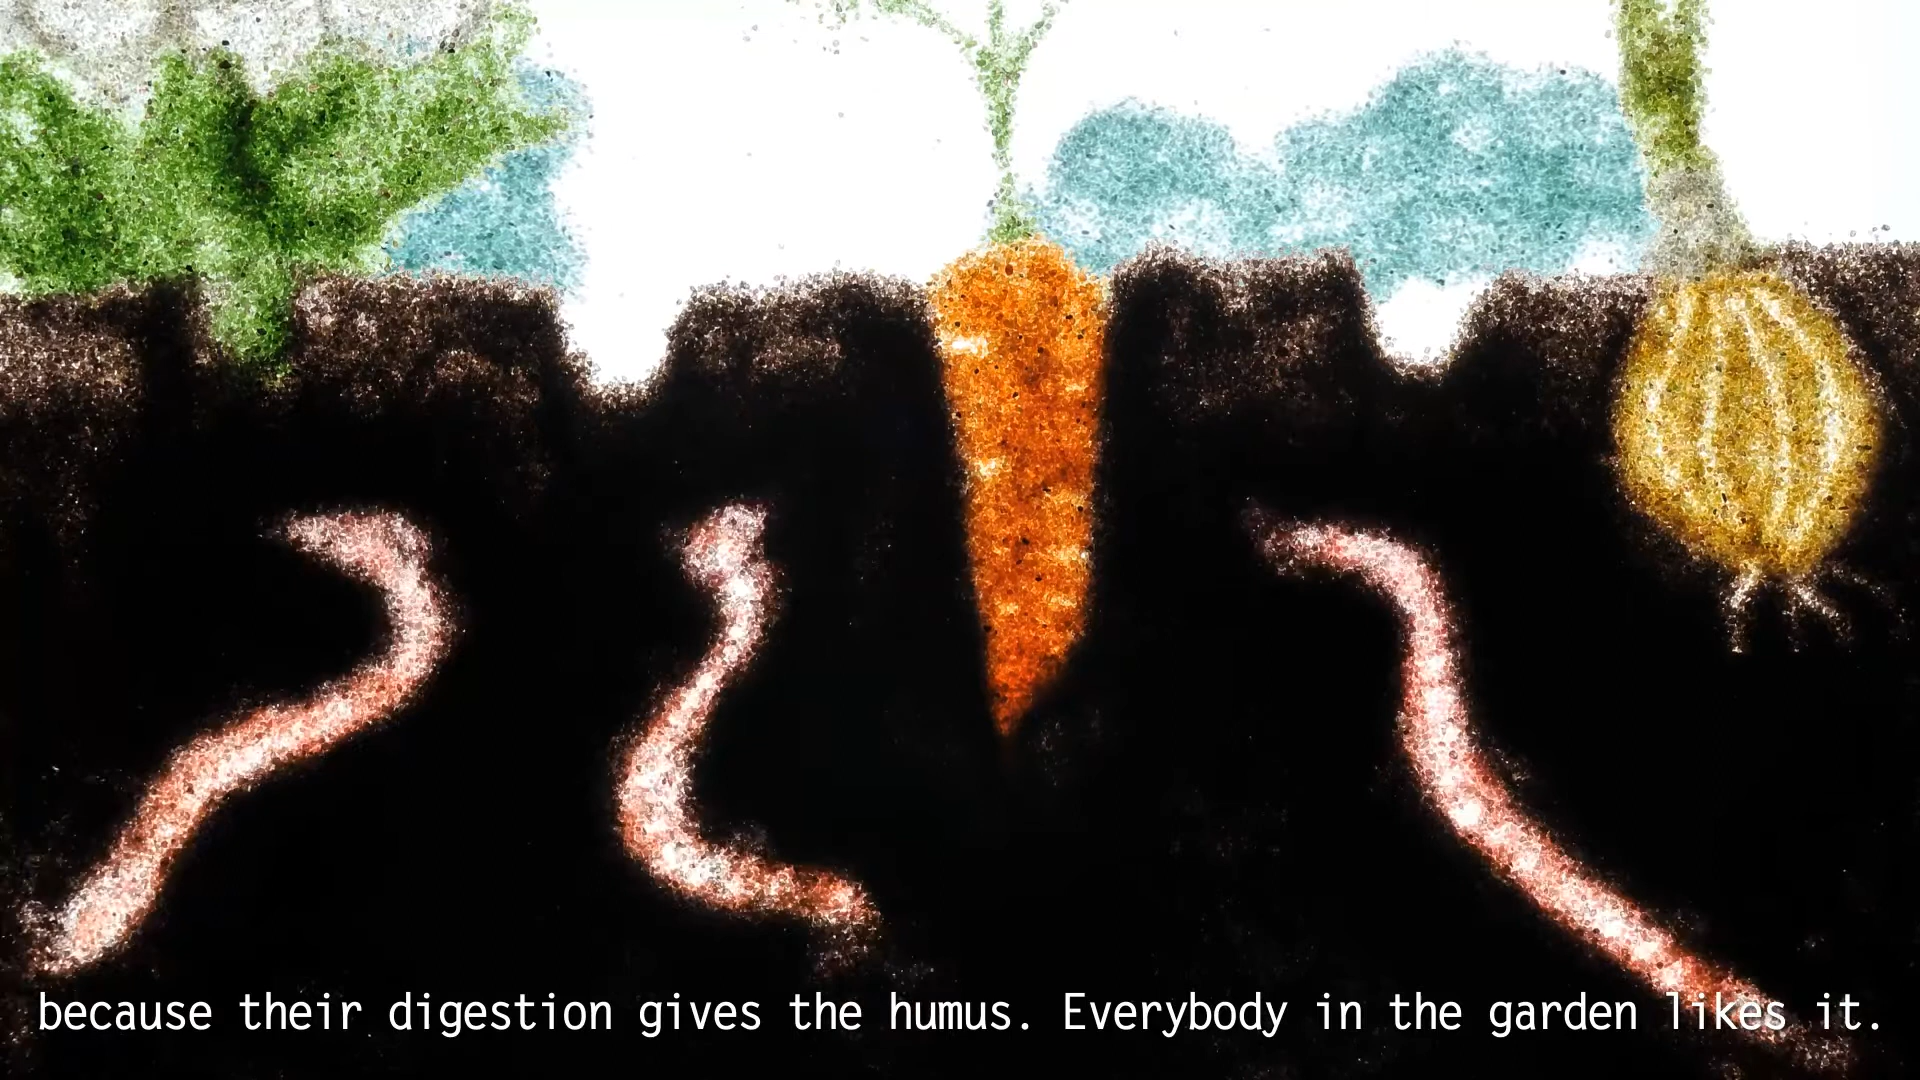 because their digestion gives the humus. Everybody in the garden likes it.